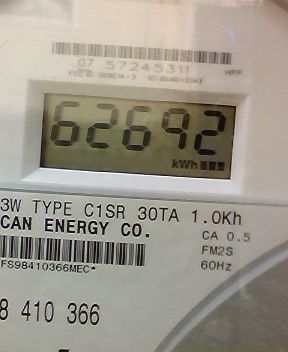 07 57245311 HPP
62692
kWh
3W TYPE C1SR 30TA 1.0Kh
CAN ENERGY CO. CA 0.5
FM2S
FS98410366MEC* 60Hz
8 410 366